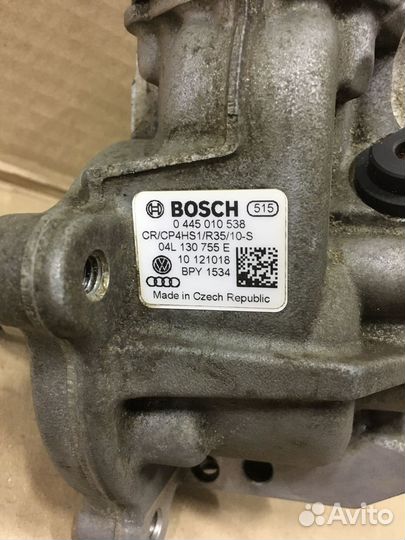 BOSCH 515
0 445 010 538
CR/CP4HS1/R35/10-S
04L 130 755 E
10 121018
BPY 1534
Made in Czech Republic
Avito